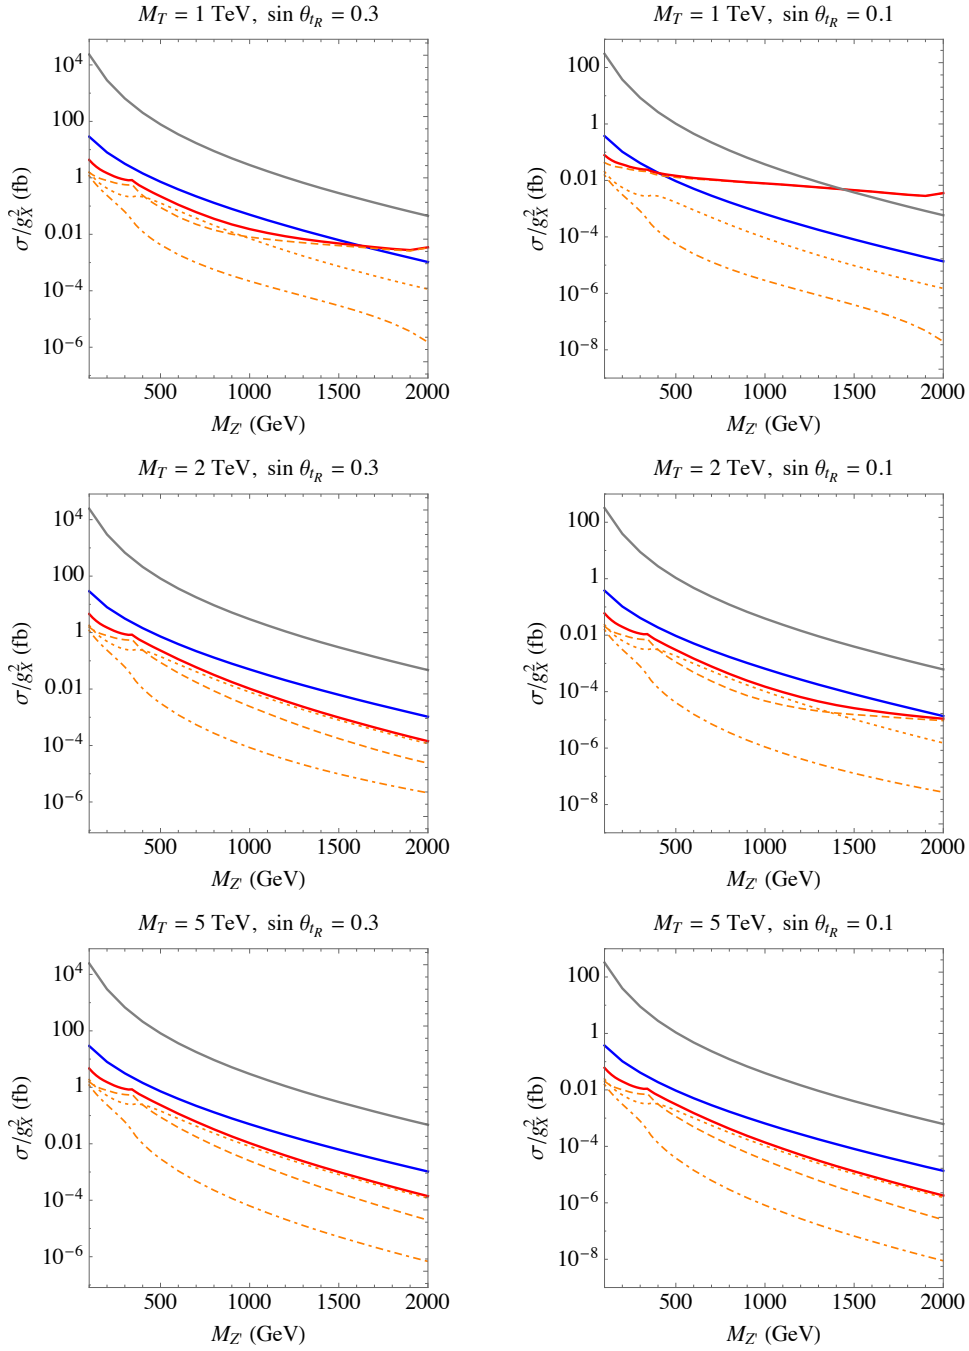 M_T = 1 TeV, sin θ_{t_R} = 0.3
10^4
100
1
0.01
10^{-4}
10^{-6}
σ/g_X^2 (fb)
500 1000 1500 2000
M_{Z'} (GeV)
M_T = 1 TeV, sin θ_{t_R} = 0.1
100
1
0.01
10^{-4}
10^{-6}
10^{-8}
σ/g_X^2 (fb)
500 1000 1500 2000
M_{Z'} (GeV)
M_T = 2 TeV, sin θ_{t_R} = 0.3
10^4
100
1
0.01
10^{-4}
10^{-6}
σ/g_X^2 (fb)
500 1000 1500 2000
M_{Z'} (GeV)
M_T = 2 TeV, sin θ_{t_R} = 0.1
100
1
0.01
10^{-4}
10^{-6}
10^{-8}
σ/g_X^2 (fb)
500 1000 1500 2000
M_{Z'} (GeV)
M_T = 5 TeV, sin θ_{t_R} = 0.3
10^4
100
1
0.01
10^{-4}
10^{-6}
σ/g_X^2 (fb)
500 1000 1500 2000
M_{Z'} (GeV)
M_T = 5 TeV, sin θ_{t_R} = 0.1
100
1
0.01
10^{-4}
10^{-6}
10^{-8}
σ/g_X^2 (fb)
500 1000 1500 2000
M_{Z'} (GeV)